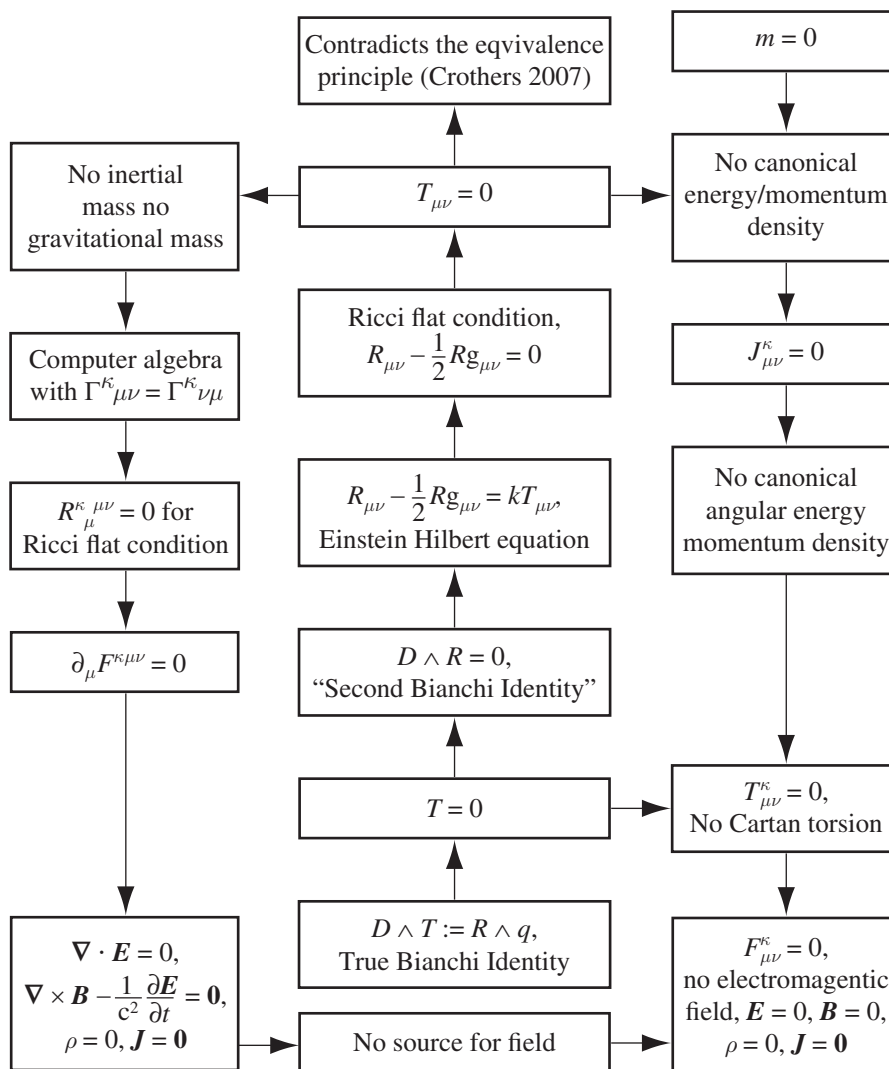 Contradicts the eqvivalence
principle (Crothers 2007)
m = 0
No inertial
mass no
gravitational mass
T_{μν} = 0
No canonical
energy/momentum
density
Computer algebra
with Γ^κ_{μν} = Γ^κ_{νμ}
Ricci flat condition,
R_{μν} − 1/2 Rg_{μν} = 0
J^κ_{μν} = 0
R^κ_μ^{μν} = 0 for
Ricci flat condition
R_{μν} − 1/2 Rg_{μν} = kT_{μν},
Einstein Hilbert equation
No canonical
angular energy
momentum density
∂_μF^{κμν} = 0
D ∧ R = 0,
“Second Bianchi Identity”
T = 0
T^κ_{μν} = 0,
No Cartan torsion
D ∧ T := R ∧ q,
True Bianchi Identity
∇ · E = 0,
∇ × B − 1/c² ∂E/∂t = 0,
ρ = 0, J = 0
No source for field
F^κ_{μν} = 0,
no electromagentic
field, E = 0, B = 0,
ρ = 0, J = 0